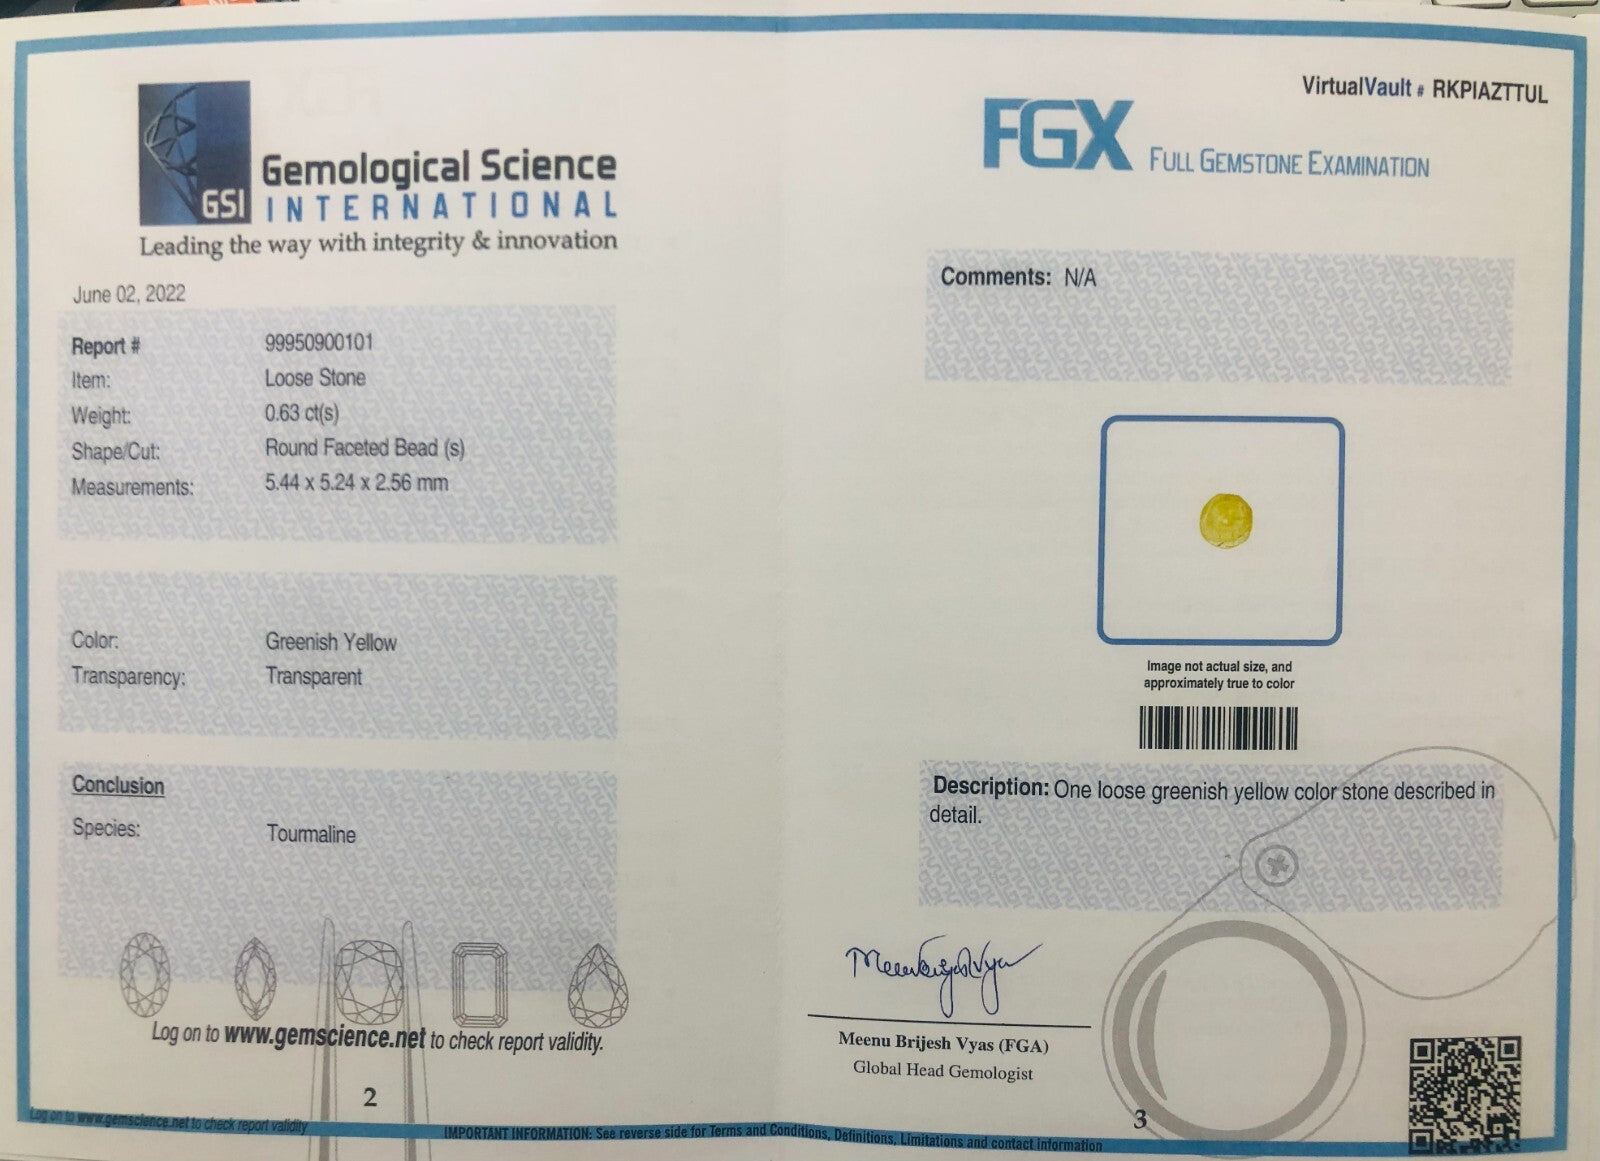 GSI
Gemological Science
INTERNATIONAL
Leading the way with integrity & innovation
June 02, 2022
Report # 99950900101
Item: Loose Stone
Weight: 0.63 ct(s)
Shape/Cut: Round Faceted Bead (s)
Measurements: 5.44 x 5.24 x 2.56 mm
Color: Greenish Yellow
Transparency: Transparent
Conclusion
Species: Tourmaline
Log on to www.gemscience.net to check report validity.
2
Log on to www.gemscience.net to check report validity
VirtualVault # RKPIAZTTUL
FGX FULL GEMSTONE EXAMINATION
Comments: N/A
Image not actual size, and
approximately true to color
Description: One loose greenish yellow color stone described in
detail.
Meenu Brijesh Vyas (FGA)
Global Head Gemologist
3
IMPORTANT INFORMATION: See reverse side for Terms and Conditions, Definitions, Limitations and contact information